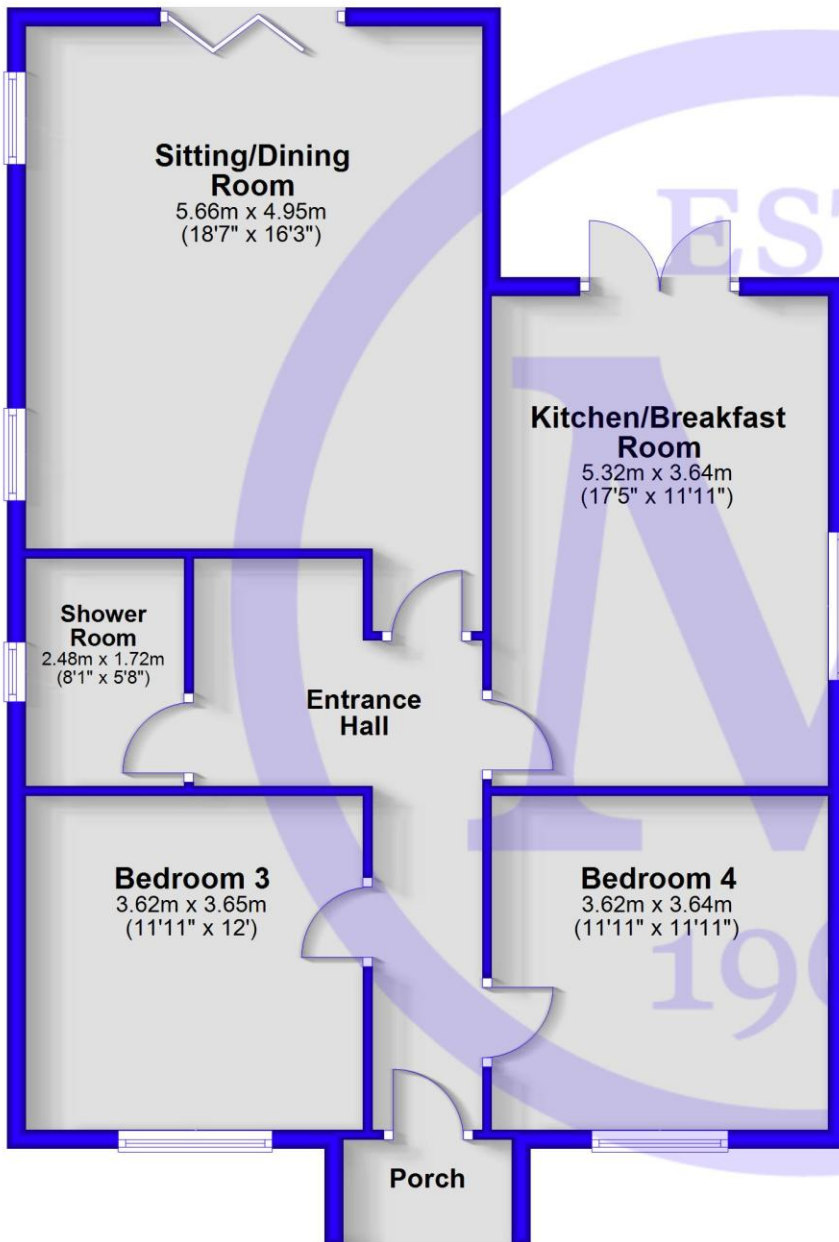 Sitting/Dining
Room
5.66m x 4.95m
(18'7" x 16'3")
EST
Kitchen/Breakfast
Room
5.32m x 3.64m
(17'5" x 11'11")
Shower
Room
2.48m x 1.72m
(8'1" x 5'8")
Entrance
Hall
Bedroom 3
3.62m x 3.65m
(11'11" x 12')
Bedroom 4
3.62m x 3.64m
(11'11" x 11'11")
Porch